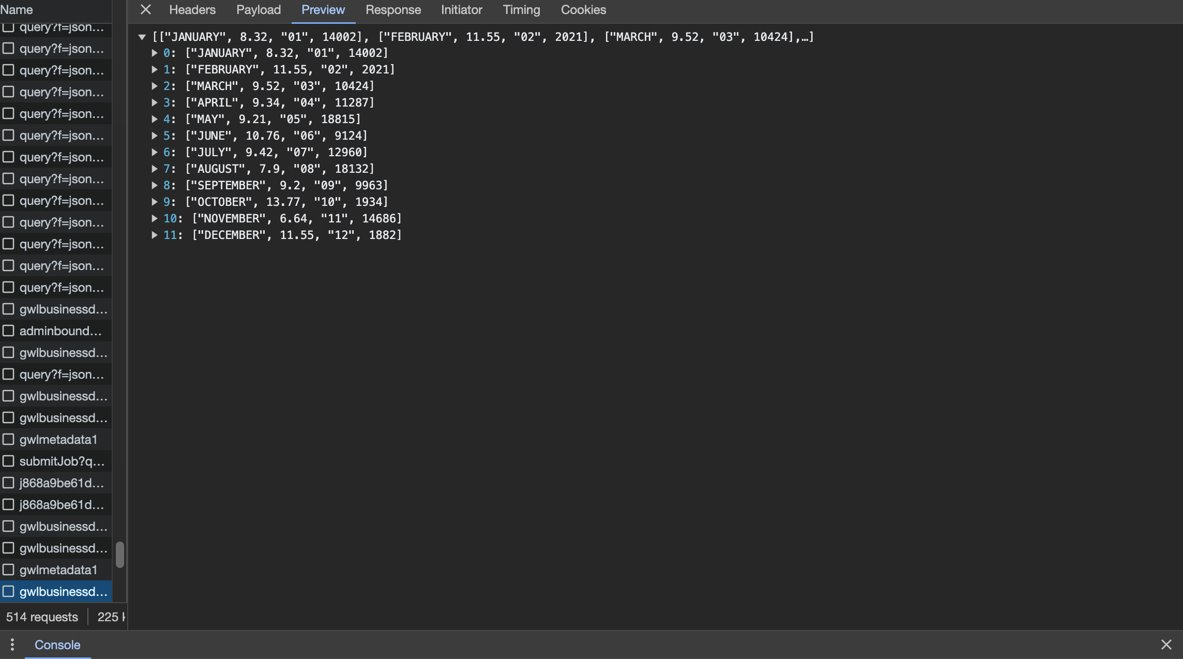 Name
Headers Payload Preview Response Initiator Timing Cookies
query?f=json...
query?f=json...
query?f=json...
query?f=json...
query?f=json...
query?f=json...
query?f=json...
query?f=json...
query?f=json...
query?f=json...
query?f=json...
query?f=json...
query?f=json...
gwlbusinessd...
adminbound...
gwlbusinessd...
query?f=json...
gwlbusinessd...
gwlbusinessd...
gwlmetadata1
submitJob?q...
j868a9be61d...
j868a9be61d...
gwlbusinessd...
gwlbusinessd...
gwlmetadata1
gwlbusinessd...
514 requests 225
[["JANUARY", 8.32, "01", 14002], ["FEBRUARY", 11.55, "02", 2021], ["MARCH", 9.52, "03", 10424],…]
0: ["JANUARY", 8.32, "01", 14002]
1: ["FEBRUARY", 11.55, "02", 2021]
2: ["MARCH", 9.52, "03", 10424]
3: ["APRIL", 9.34, "04", 11287]
4: ["MAY", 9.21, "05", 18815]
5: ["JUNE", 10.76, "06", 9124]
6: ["JULY", 9.42, "07", 12960]
7: ["AUGUST", 7.9, "08", 18132]
8: ["SEPTEMBER", 9.2, "09", 9963]
9: ["OCTOBER", 13.77, "10", 1934]
10: ["NOVEMBER", 6.64, "11", 14686]
11: ["DECEMBER", 11.55, "12", 1882]
Console